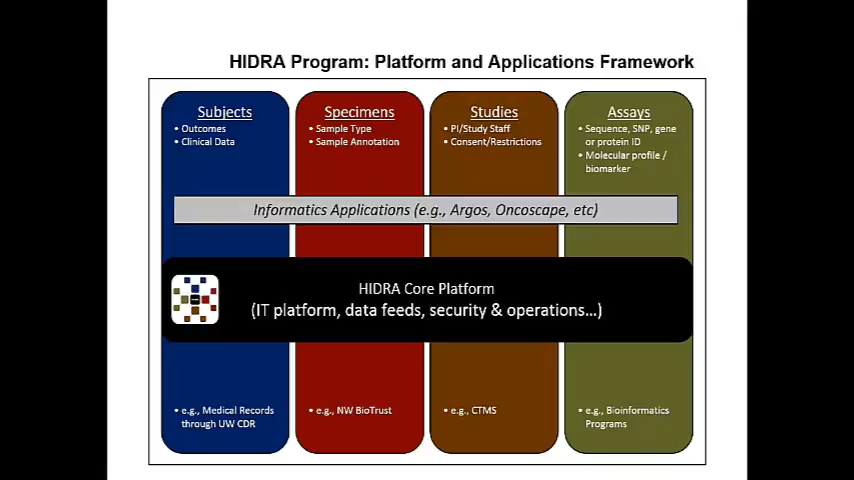 HIDRA Program: Platform and Applications Framework
Subjects
• Outcomes
• Clinical Data
Specimens
• Sample Type
• Sample Annotation
Studies
• PI/Study Staff
• Consent/Restrictions
Assays
• Sequence, SNP, gene
or protein ID
• Molecular profile /
biomarker
Informatics Applications (e.g., Argos, Oncoscape, etc)
HIDRA Core Platform
(IT platform, data feeds, security & operations...)
• e.g., Medical Records
through UW CDR
• e.g., NW BioTrust
• e.g., CTMS
• e.g., Bioinformatics
Programs